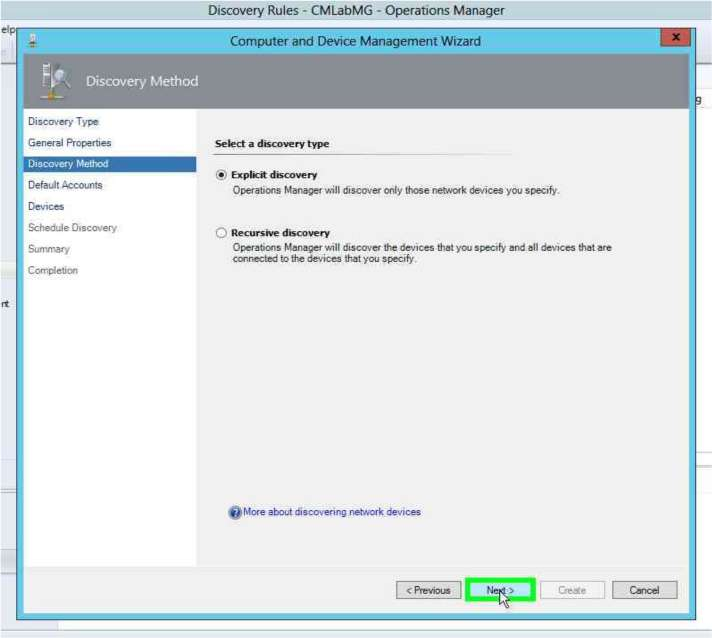 Discovery Rules - CMLabMG - Operations Manager
elp
Computer and Device Management Wizard
x
Discovery Method
g
Discovery Type
General Properties
Discovery Method
Default Accounts
Devices
Schedule Discovery
Summary
Completion
nt
Select a discovery type
Explicit discovery
Operations Manager will discover only those network devices you specify.
Recursive discovery
Operations Manager will discover the devices that you specify and all devices that are
connected to the devices that you specify.
? More about discovering network devices
< Previous
Next >
Create
Cancel